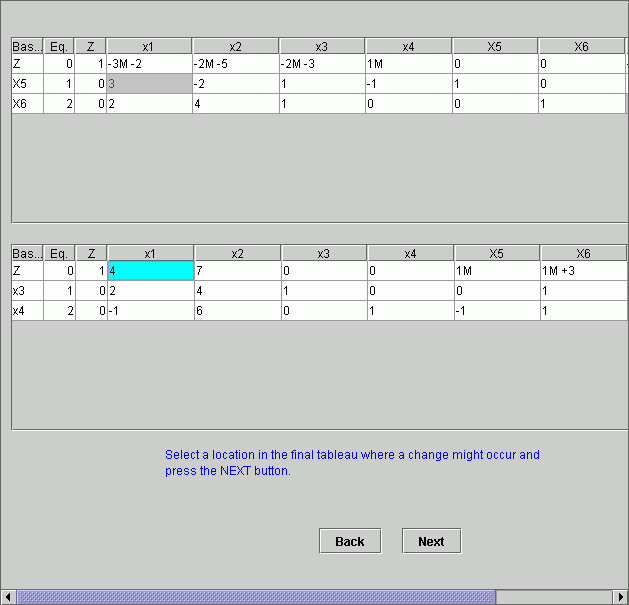 Bas... Eq. Z x1 x2 x3 x4 X5 X6
Z 0 1 -3M -2 -2M -5 -2M -3 1M 0 0 -
X5 1 0 3 -2 1 -1 1 0
X6 2 0 2 4 1 0 0 1
Bas... Eq. Z x1 x2 x3 x4 X5 X6
Z 0 1 4 7 0 0 1M 1M +3
x3 1 0 2 4 1 0 0 1
x4 2 0 -1 6 0 1 -1 1
Select a location in the final tableau where a change might occur and
press the NEXT button.
Back Next